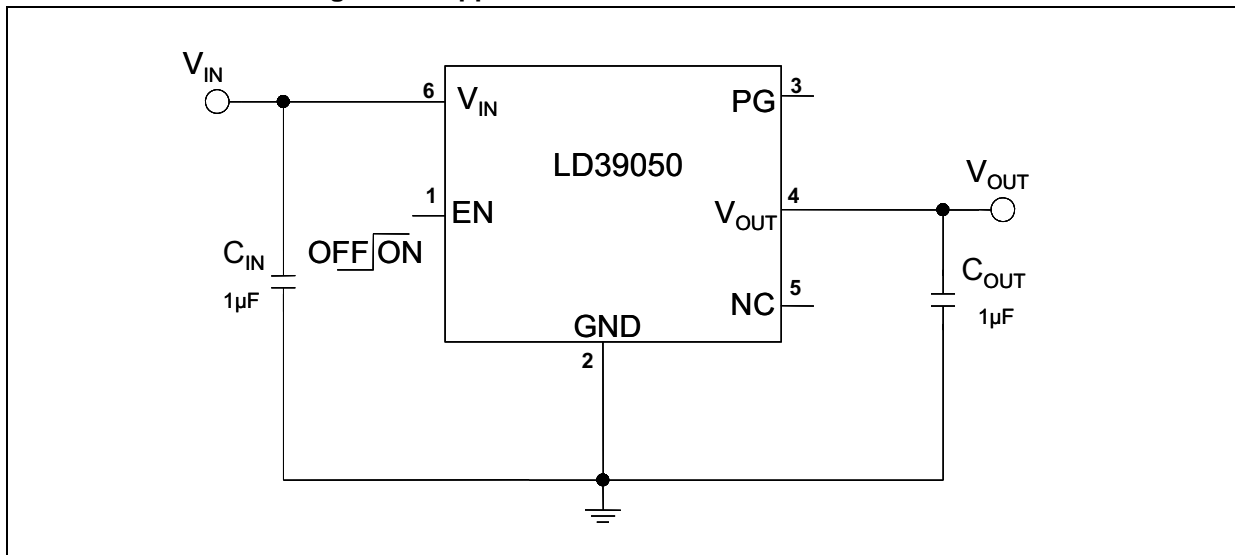 V_IN
6
V_IN
PG
3
LD39050
1
EN
V_OUT
4
V_OUT
OFF ON
C_IN
1µF
NC
5
C_OUT
1µF
GND
2